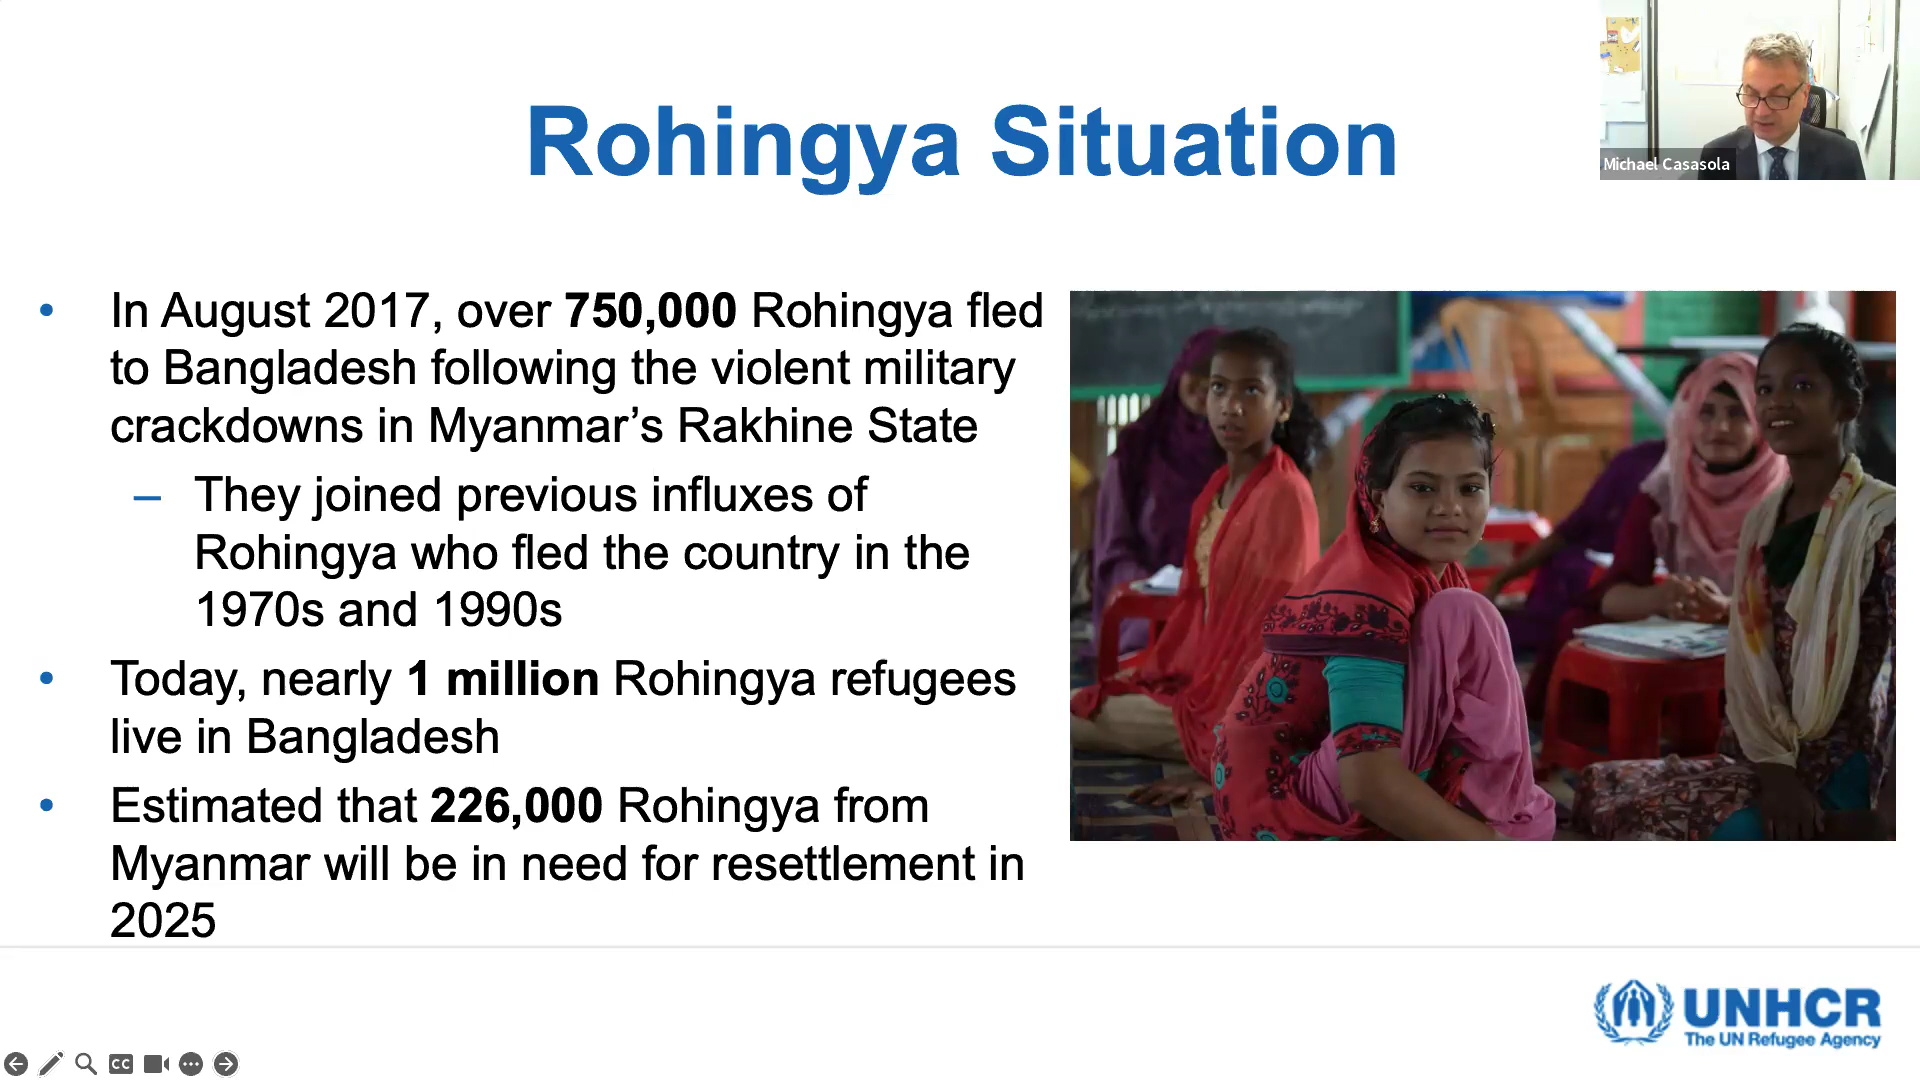 Rohingya Situation
Michael Casasola
• In August 2017, over 750,000 Rohingya fled
to Bangladesh following the violent military
crackdowns in Myanmar’s Rakhine State
– They joined previous influxes of
Rohingya who fled the country in the
1970s and 1990s
• Today, nearly 1 million Rohingya refugees
live in Bangladesh
• Estimated that 226,000 Rohingya from
Myanmar will be in need for resettlement in
2025
UNHCR
The UN Refugee Agency
CC